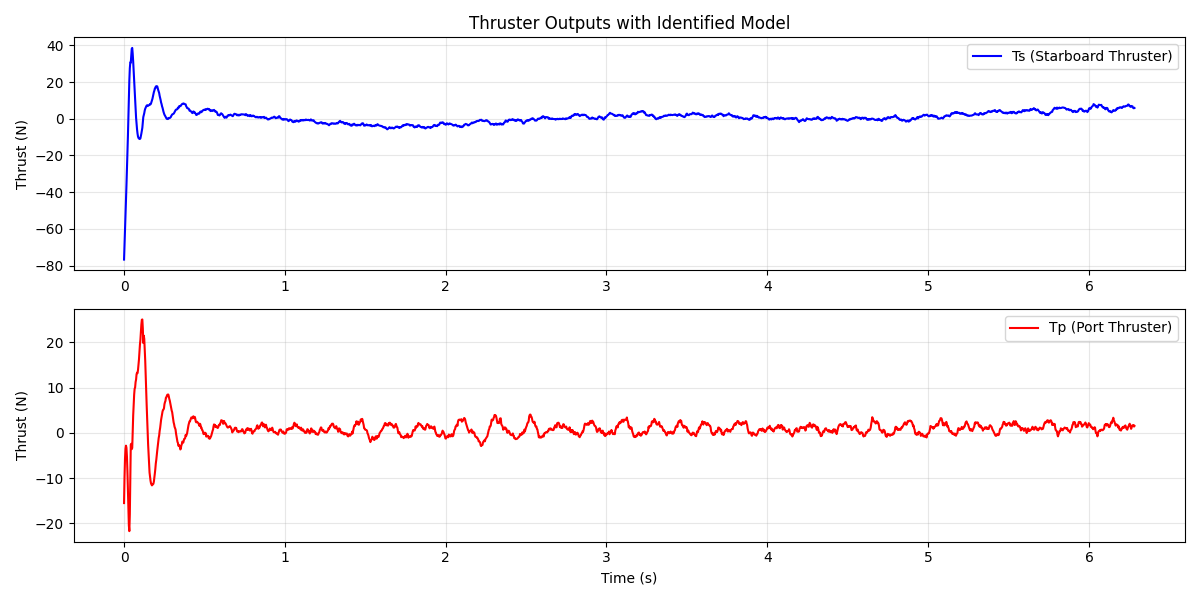 Thruster Outputs with Identified Model
Thrust (N)
40
20
0
−20
−40
−60
−80
Ts (Starboard Thruster)
0 1 2 3 4 5 6
Thrust (N)
20
10
0
−10
−20
Tp (Port Thruster)
0 1 2 3 4 5 6
Time (s)